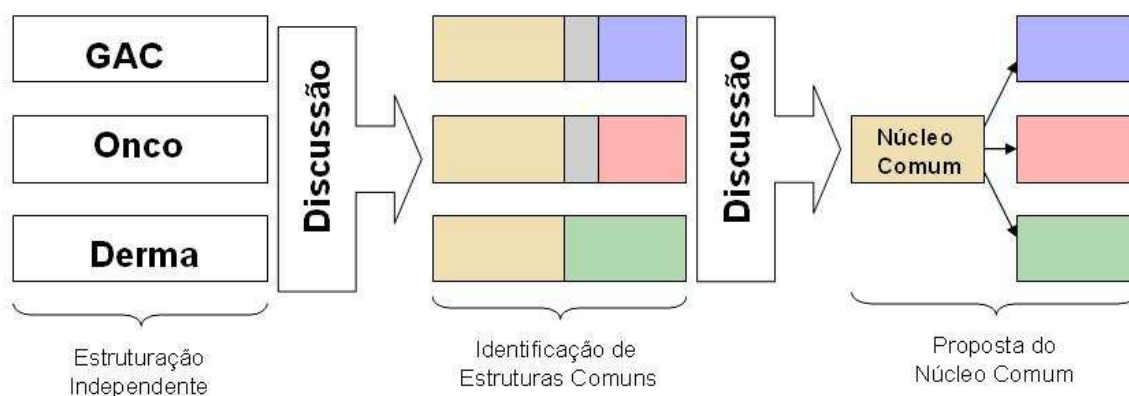 GAC
Onco
Derma
Discussão
Discussão
Núcleo
Comum
Estruturação
Independente
Identificação de
Estruturas Comuns
Proposta do
Núcleo Comum